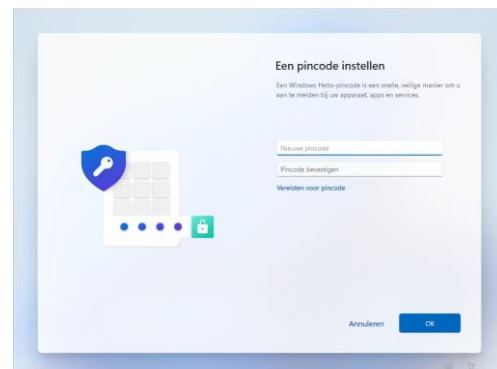 Een pincode instellen
Een Windows Hello-pincode is een snelle, veilige manier om u
aan te melden bij uw apparaat, apps en services.
Nieuwe pincode
Pincode bevestigen
Vereisten voor pincode
Annuleren
OK